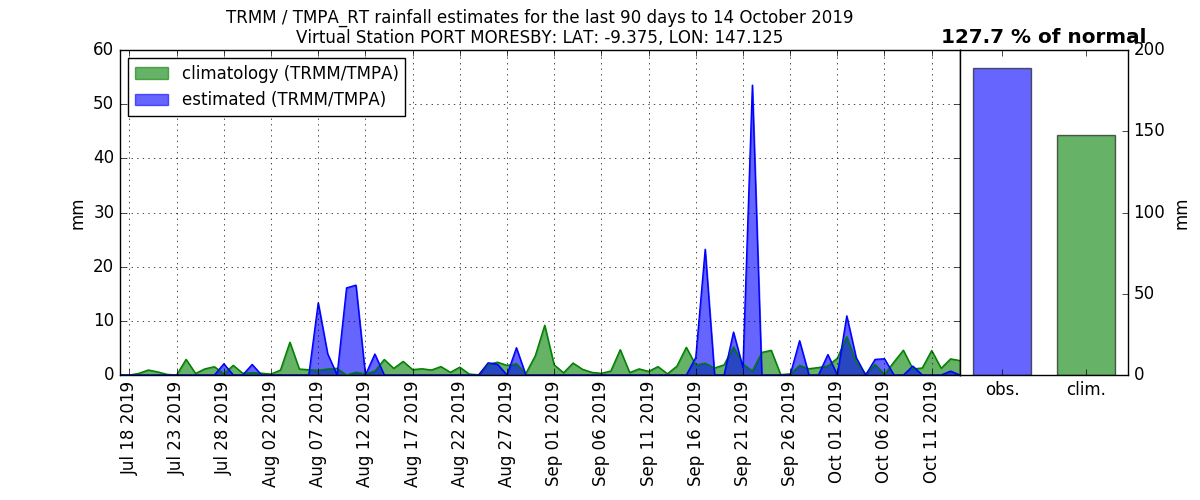 TRMM / TMPA_RT rainfall estimates for the last 90 days to 14 October 2019
Virtual Station PORT MORESBY: LAT: -9.375, LON: 147.125
127.7 % of normal
climatology (TRMM/TMPA)
estimated (TRMM/TMPA)
60
50
40
30
20
10
0
mm
Jul 18 2019
Jul 23 2019
Jul 28 2019
Aug 02 2019
Aug 07 2019
Aug 12 2019
Aug 17 2019
Aug 22 2019
Aug 27 2019
Sep 01 2019
Sep 06 2019
Sep 11 2019
Sep 16 2019
Sep 21 2019
Sep 26 2019
Oct 01 2019
Oct 06 2019
Oct 11 2019
obs.
clim.
200
150
100
50
0
mm